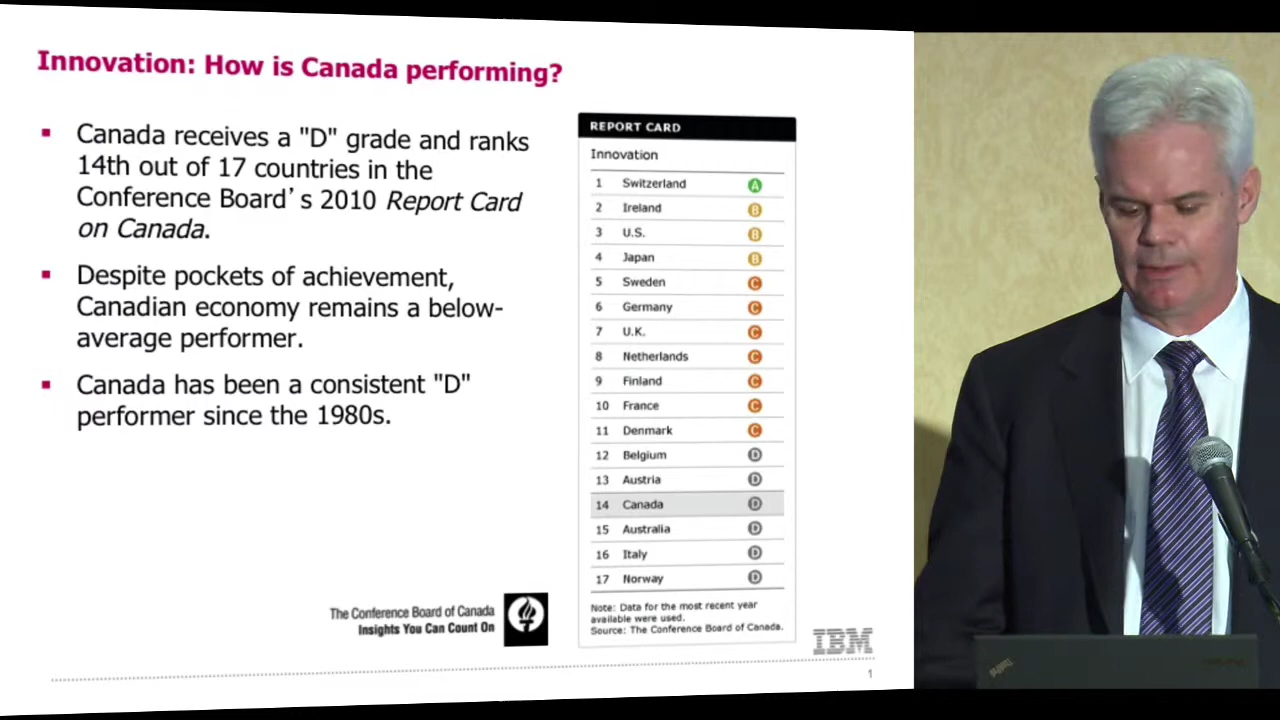 Innovation: How is Canada performing?
Canada receives a "D" grade and ranks
14th out of 17 countries in the
Conference Board's 2010 Report Card
on Canada.
Despite pockets of achievement,
Canadian economy remains a below-
average performer.
Canada has been a consistent "D"
performer since the 1980s.
REPORT CARD
Innovation
1 Switzerland A
2 Ireland B
3 U.S. B
4 Japan B
5 Sweden C
6 Germany C
7 U.K. C
8 Netherlands C
9 Finland C
10 France C
11 Denmark C
12 Belgium D
13 Austria D
14 Canada D
15 Australia D
16 Italy D
17 Norway D
Note: Data for the most recent year
available were used.
Source: The Conference Board of Canada.
The Conference Board of Canada
Insights You Can Count On
IBM
1